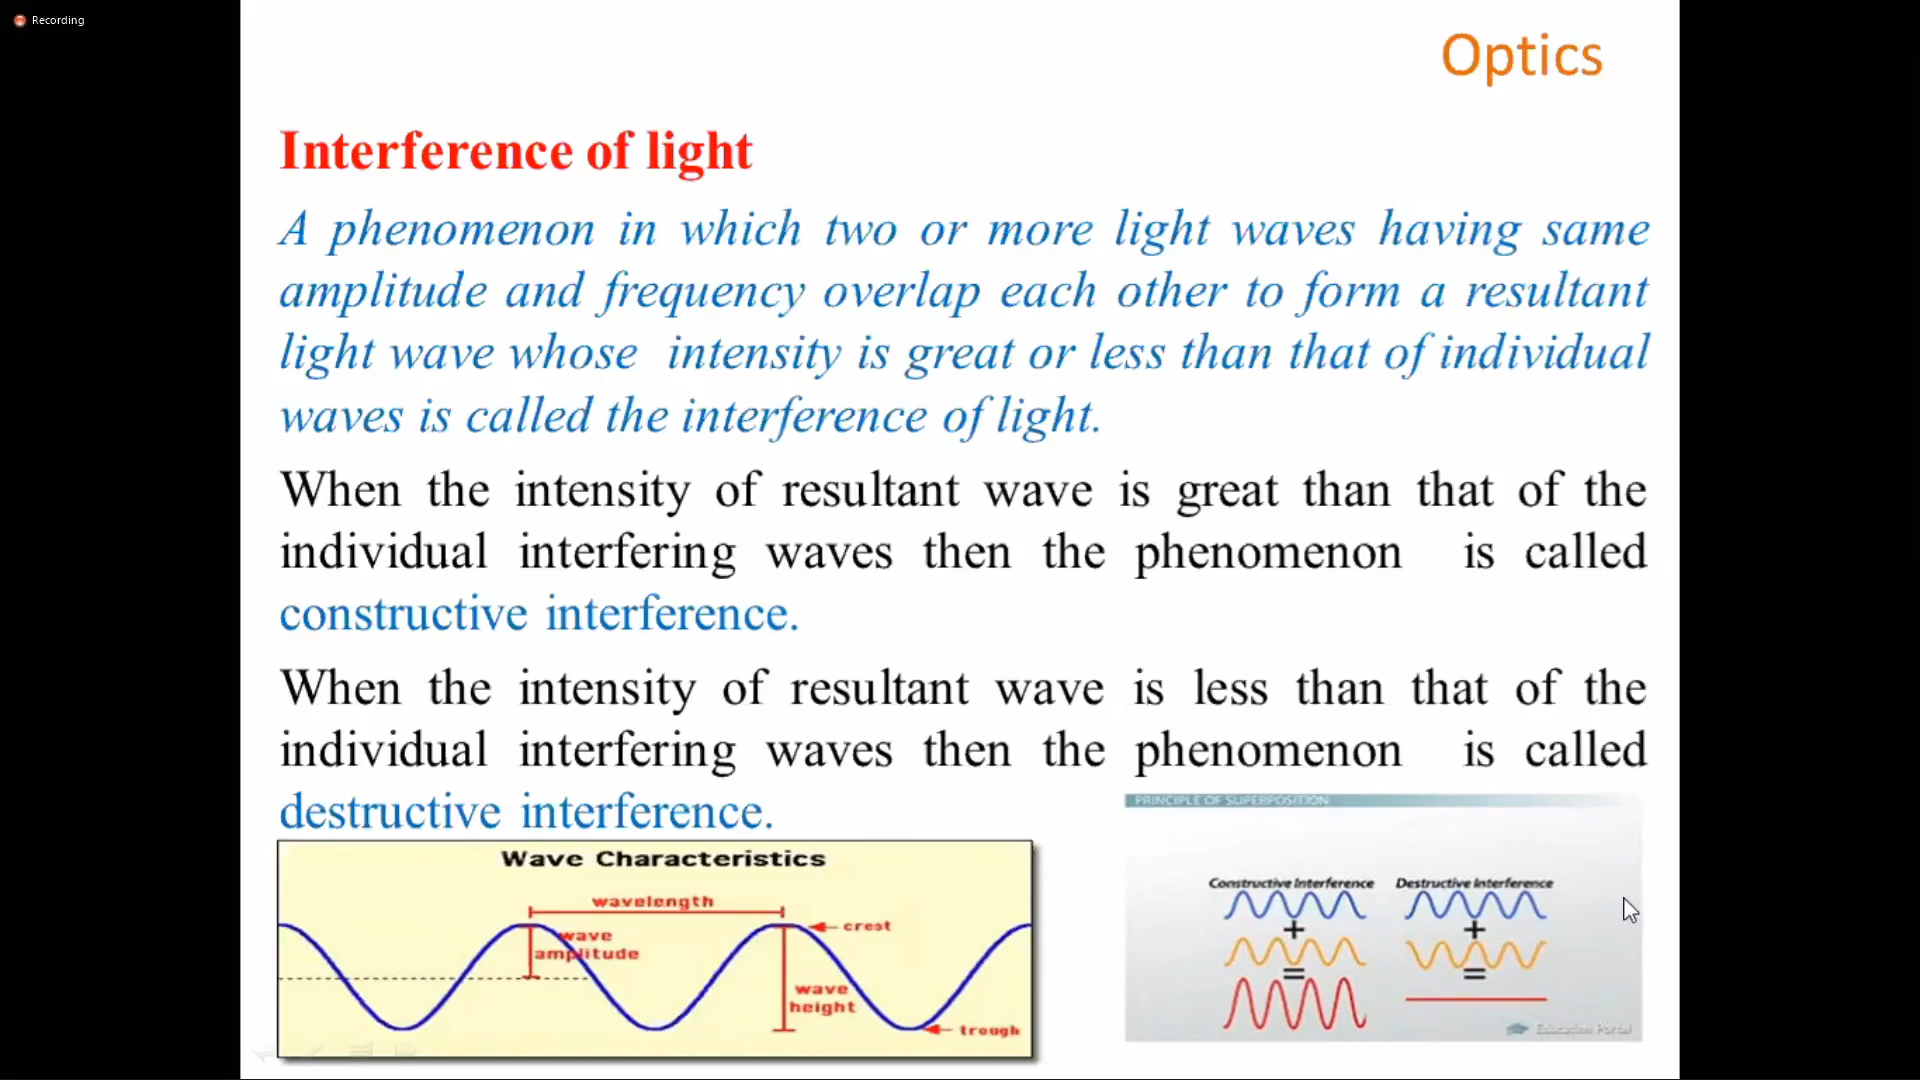 Recording
Optics
Interference of light
A phenomenon in which two or more light waves having same
amplitude and frequency overlap each other to form a resultant
light wave whose intensity is great or less than that of individual
waves is called the interference of light.
When the intensity of resultant wave is great than that of the
individual interfering waves then the phenomenon is called
constructive interference.
When the intensity of resultant wave is less than that of the
individual interfering waves then the phenomenon is called
destructive interference.
Wave Characteristics
wavelength
crest
wave
amplitude
wave
height
trough
PRINCIPLE OF SUPERPOSITION
Constructive Interference Destructive Interference
+ +
= =
Education Portal